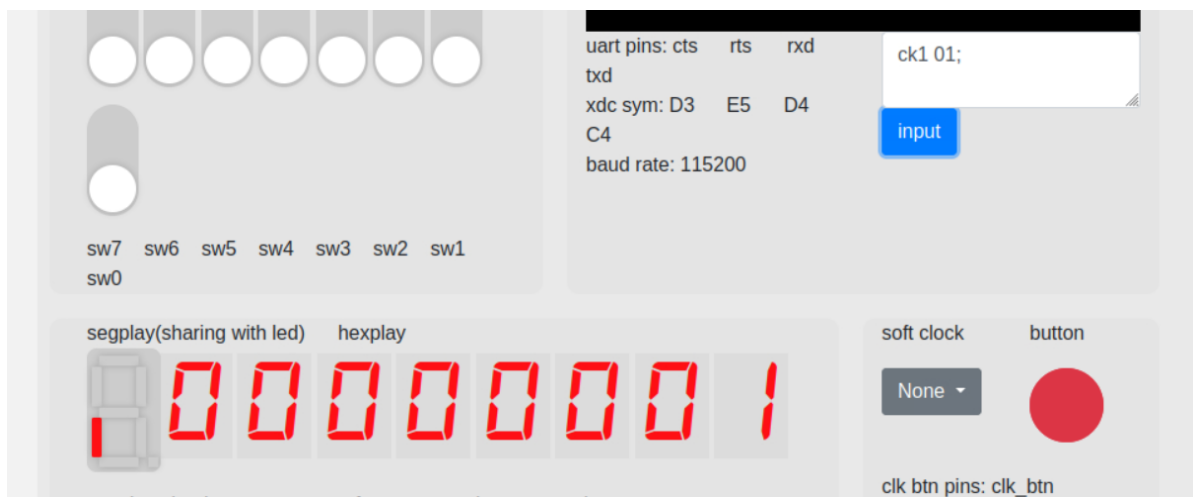 uart pins: cts rts rxd
txd
xdc sym: D3 E5 D4
C4
baud rate: 115200
ck1 01;
input
sw7 sw6 sw5 sw4 sw3 sw2 sw1
sw0
segplay(sharing with led) hexplay
00000001
soft clock button
None
clk btn pins: clk_btn